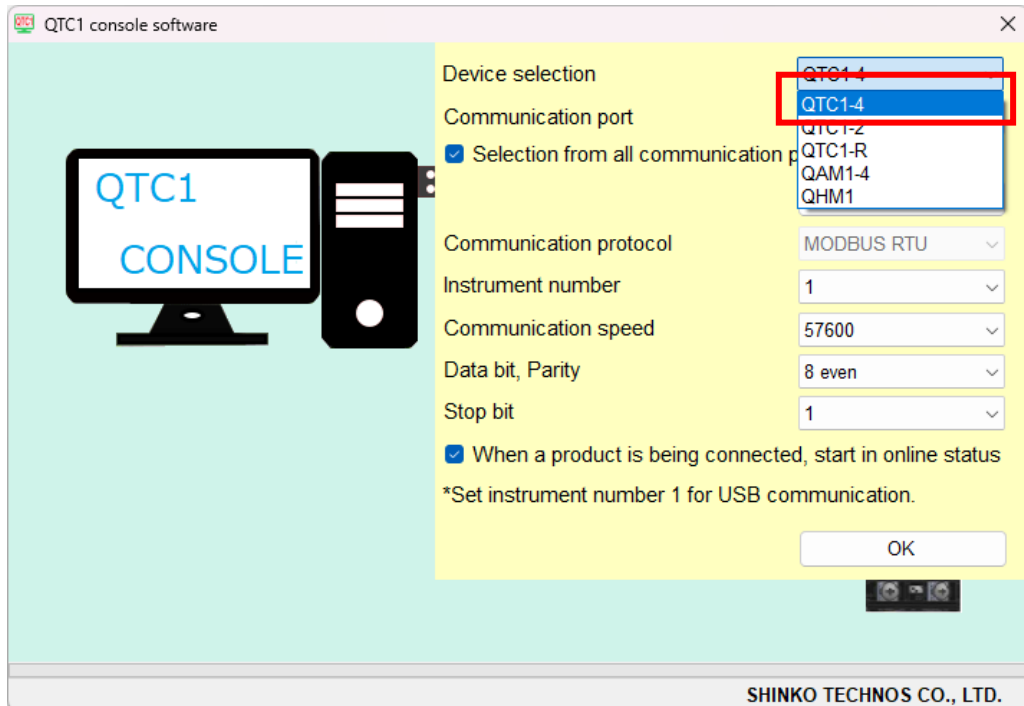 QTC1 QTC1 console software
Device selection QTC1-4
QTC1-4
Communication port
QTC1-2
Selection from all communication p
QTC1-R
QAM1-4
QHM1
QTC1
CONSOLE
Communication protocol MODBUS RTU
Instrument number 1
Communication speed 57600
Data bit, Parity 8 even
Stop bit 1
When a product is being connected, start in online status
*Set instrument number 1 for USB communication.
OK
SHINKO TECHNOS CO., LTD.